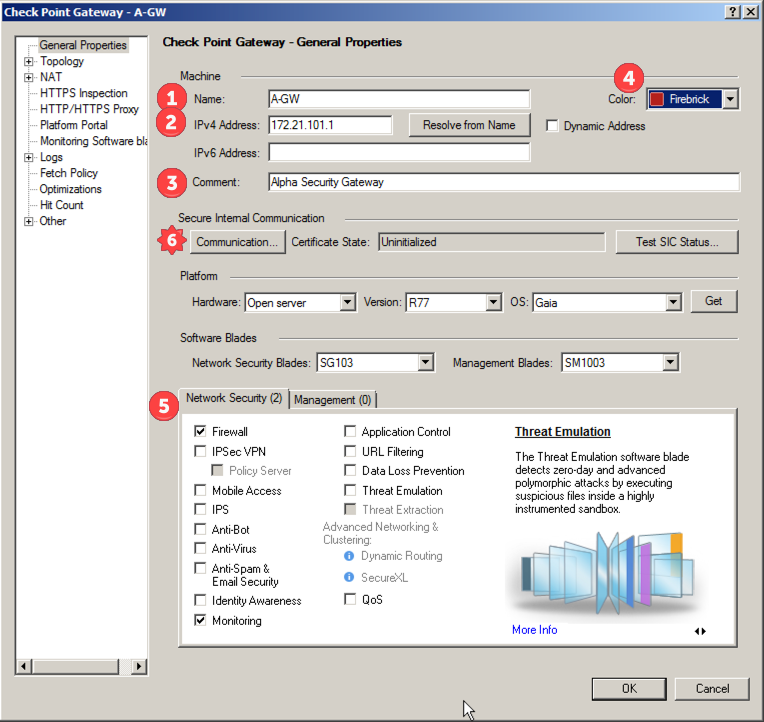 Check Point Gateway - A-GW
General Properties
Topology
NAT
HTTPS Inspection
HTTP/HTTPS Proxy
Platform Portal
Monitoring Software bla
Logs
Fetch Policy
Optimizations
Hit Count
Other
Check Point Gateway - General Properties
Machine
4
1 Name: A-GW Color: Firebrick
2 IPv4 Address: 172.21.101.1 Resolve from Name Dynamic Address
IPv6 Address:
3 Comment: Alpha Security Gateway
Secure Internal Communication
6 Communication... Certificate State: Uninitialized Test SIC Status...
Platform
Hardware: Open server Version: R77 OS: Gaia Get
Software Blades
Network Security Blades: SG103 Management Blades: SM1003
5 Network Security (2) Management (0)
Firewall
IPSec VPN
Policy Server
Mobile Access
IPS
Anti-Bot
Anti-Virus
Anti-Spam &
Email Security
Identity Awareness
Monitoring
Application Control
URL Filtering
Data Loss Prevention
Threat Emulation
Threat Extraction
Advanced Networking &
Clustering:
Dynamic Routing
SecureXL
QoS
Threat Emulation
The Threat Emulation software blade
detects zero-day and advanced
polymorphic attacks by executing
suspicious files inside a highly
instrumented sandbox.
More Info
OK Cancel